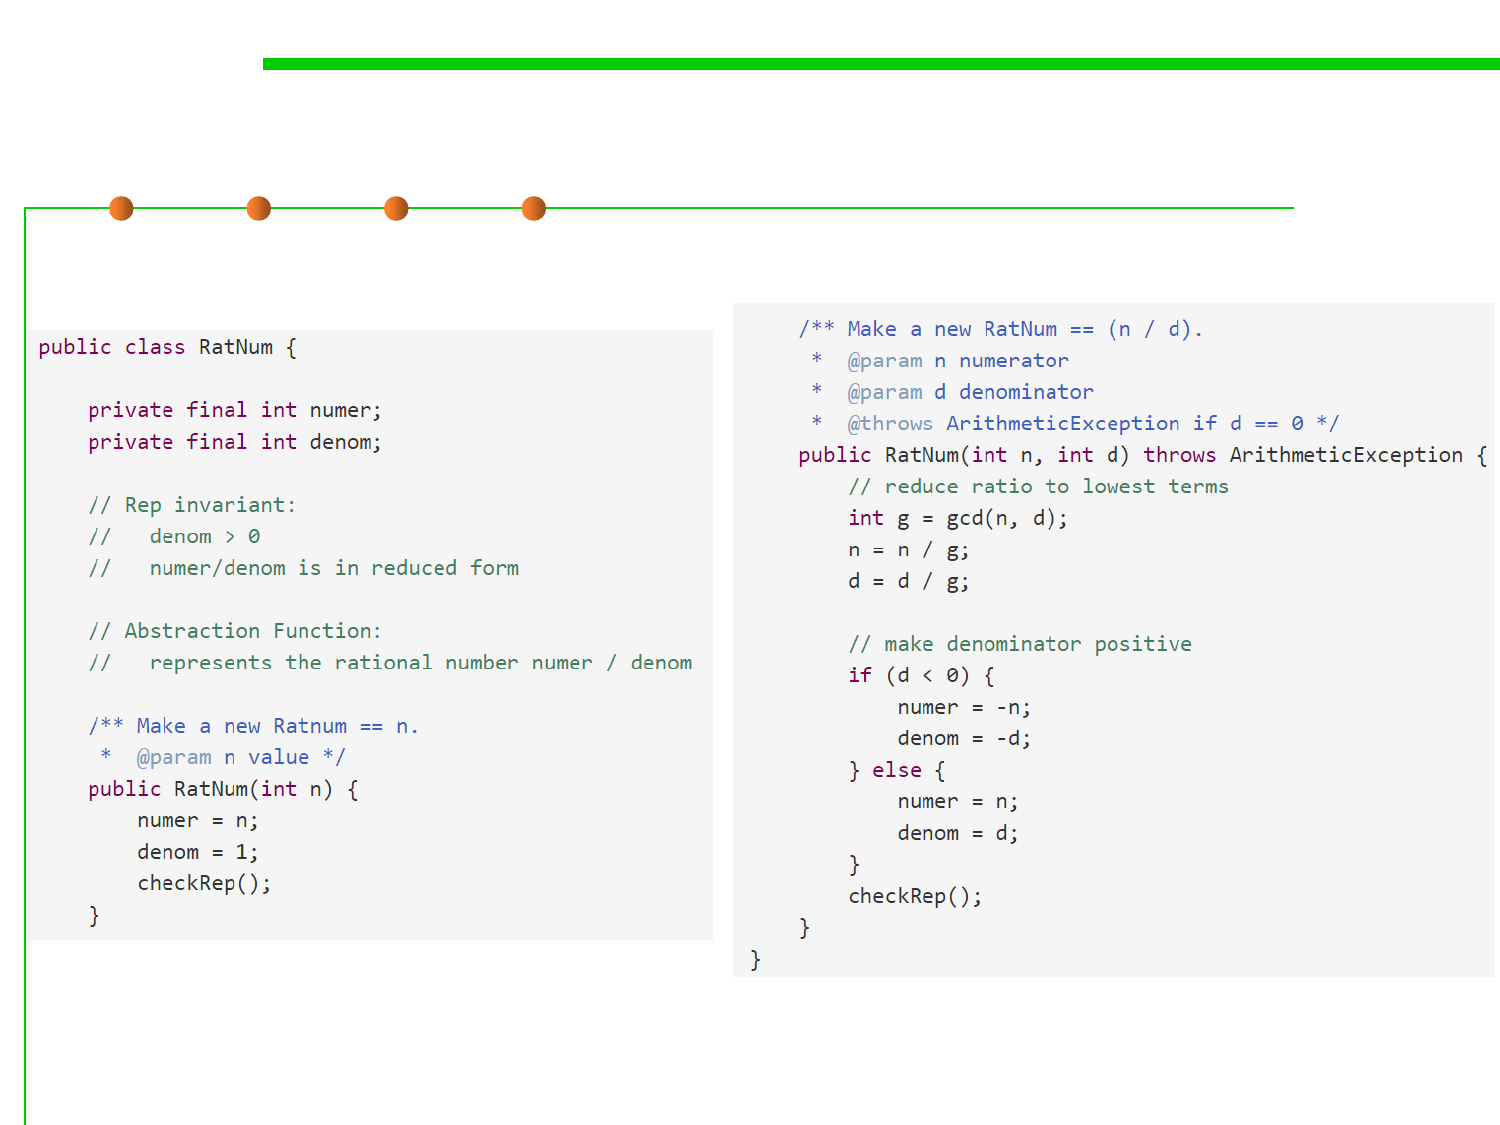 public class RatNum {
    private final int numer;
    private final int denom;
    // Rep invariant:
    //   denom > 0
    //   numer/denom is in reduced form
    // Abstraction Function:
    //   represents the rational number numer / denom
    /** Make a new Ratnum == n.
     *  @param n value */
    public RatNum(int n) {
        numer = n;
        denom = 1;
        checkRep();
    }
    /** Make a new RatNum == (n / d).
     *  @param n numerator
     *  @param d denominator
     *  @throws ArithmeticException if d == 0 */
    public RatNum(int n, int d) throws ArithmeticException {
        // reduce ratio to lowest terms
        int g = gcd(n, d);
        n = n / g;
        d = d / g;
        // make denominator positive
        if (d < 0) {
            numer = -n;
            denom = -d;
        } else {
            numer = n;
            denom = d;
        }
        checkRep();
    }
}